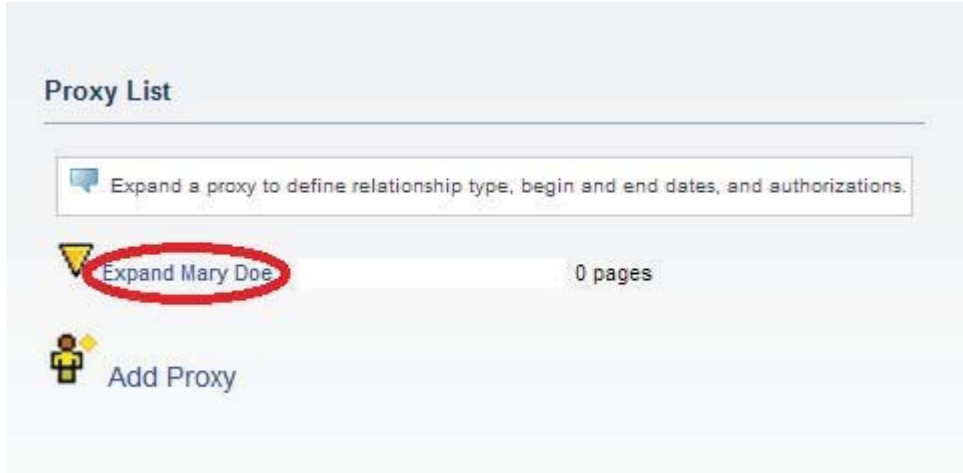 Proxy List
Expand a proxy to define relationship type, begin and end dates, and authorizations.
Expand Mary Doe 0 pages
Add Proxy